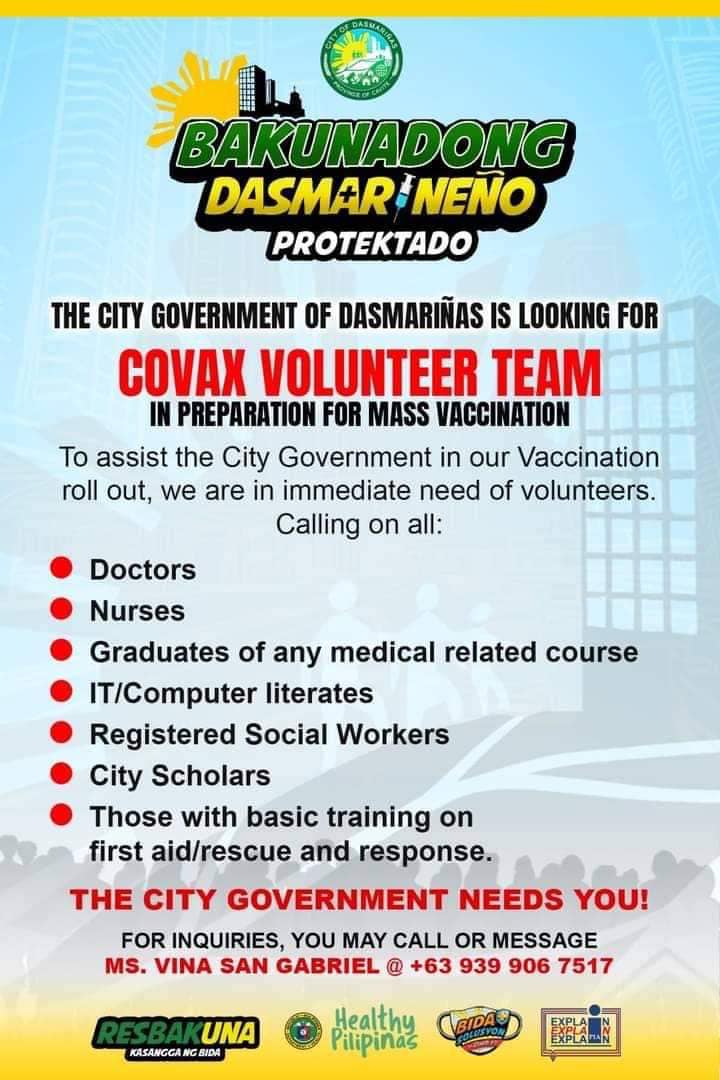 CITY OF DASMARIÑAS
PROVINCE OF CAVITE
BAKUNADONG
DASMARINEÑO
PROTEKTADO
THE CITY GOVERNMENT OF DASMARIÑAS IS LOOKING FOR
COVAX VOLUNTEER TEAM
IN PREPARATION FOR MASS VACCINATION
To assist the City Government in our Vaccination
roll out, we are in immediate need of volunteers.
Calling on all:
Doctors
Nurses
Graduates of any medical related course
IT/Computer literates
Registered Social Workers
City Scholars
Those with basic training on
first aid/rescue and response.
THE CITY GOVERNMENT NEEDS YOU!
FOR INQUIRIES, YOU MAY CALL OR MESSAGE
MS. VINA SAN GABRIEL @ +63 939 906 7517
RESBAKUNA
KASANGGA NG BIDA
Healthy
Pilipinas
BIDA
SOLUSYON
EXPLAIN
EXPLAIN
EXPLAIN
PIA